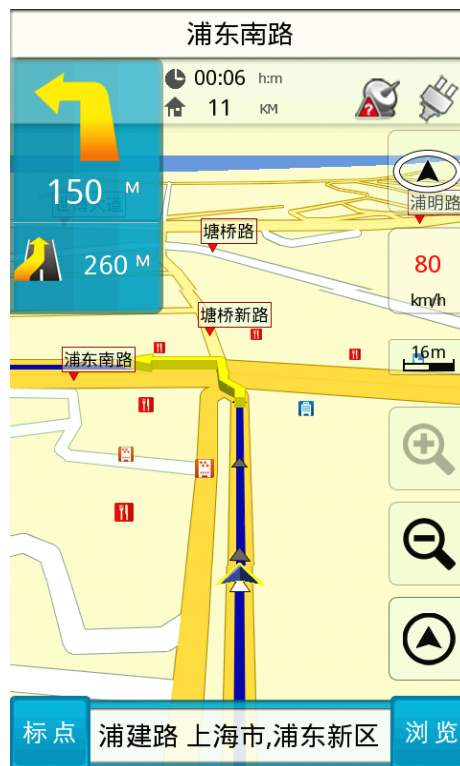 浦东南路
00:06 h:m
11 KM
150 M
260 M
浦明路
塘桥路
80
km/h
塘桥新路
16m
浦东南路
标点
浦建路 上海市,浦东新区
浏览